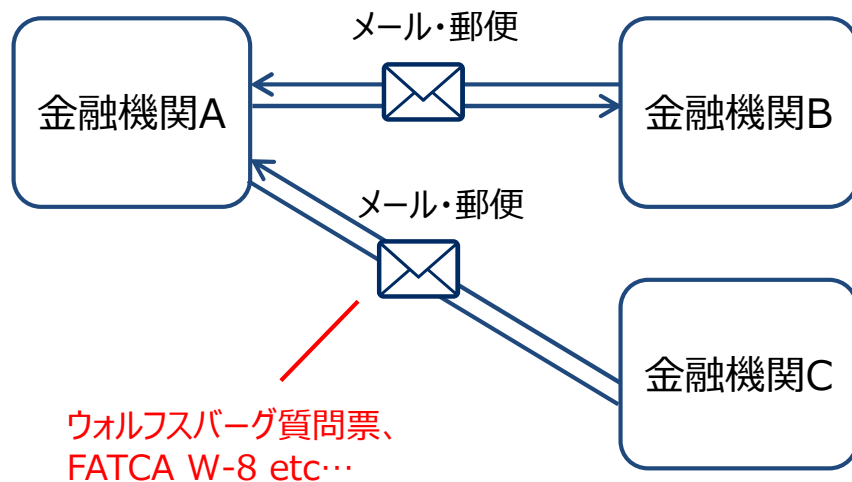 メール・郵便
金融機関A
金融機関B
メール・郵便
金融機関C
ウォルフスバーグ質問票、
FATCA W-8 etc…